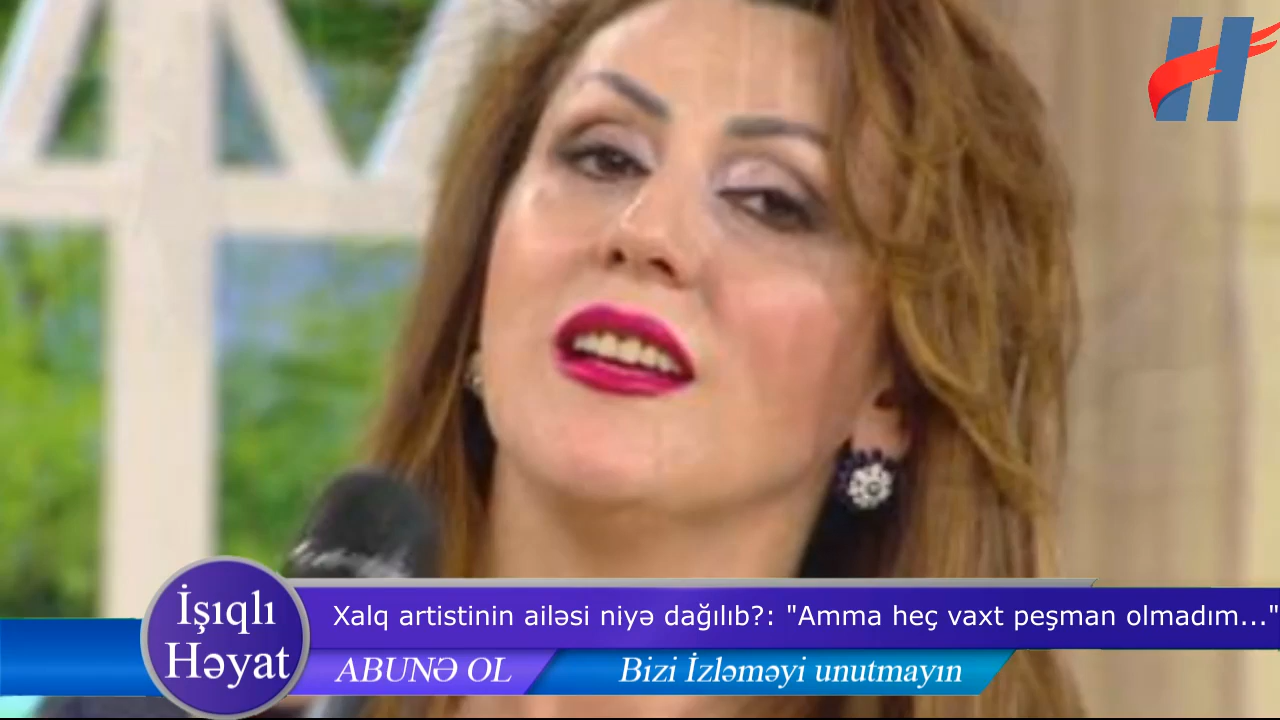 H
İşıqlı
Həyat
Xalq artistinin ailəsi niyə dağılıb?: "Amma heç vaxt peşman olmadım..."
ABUNƏ OL
Bizi İzləməyi unutmayın